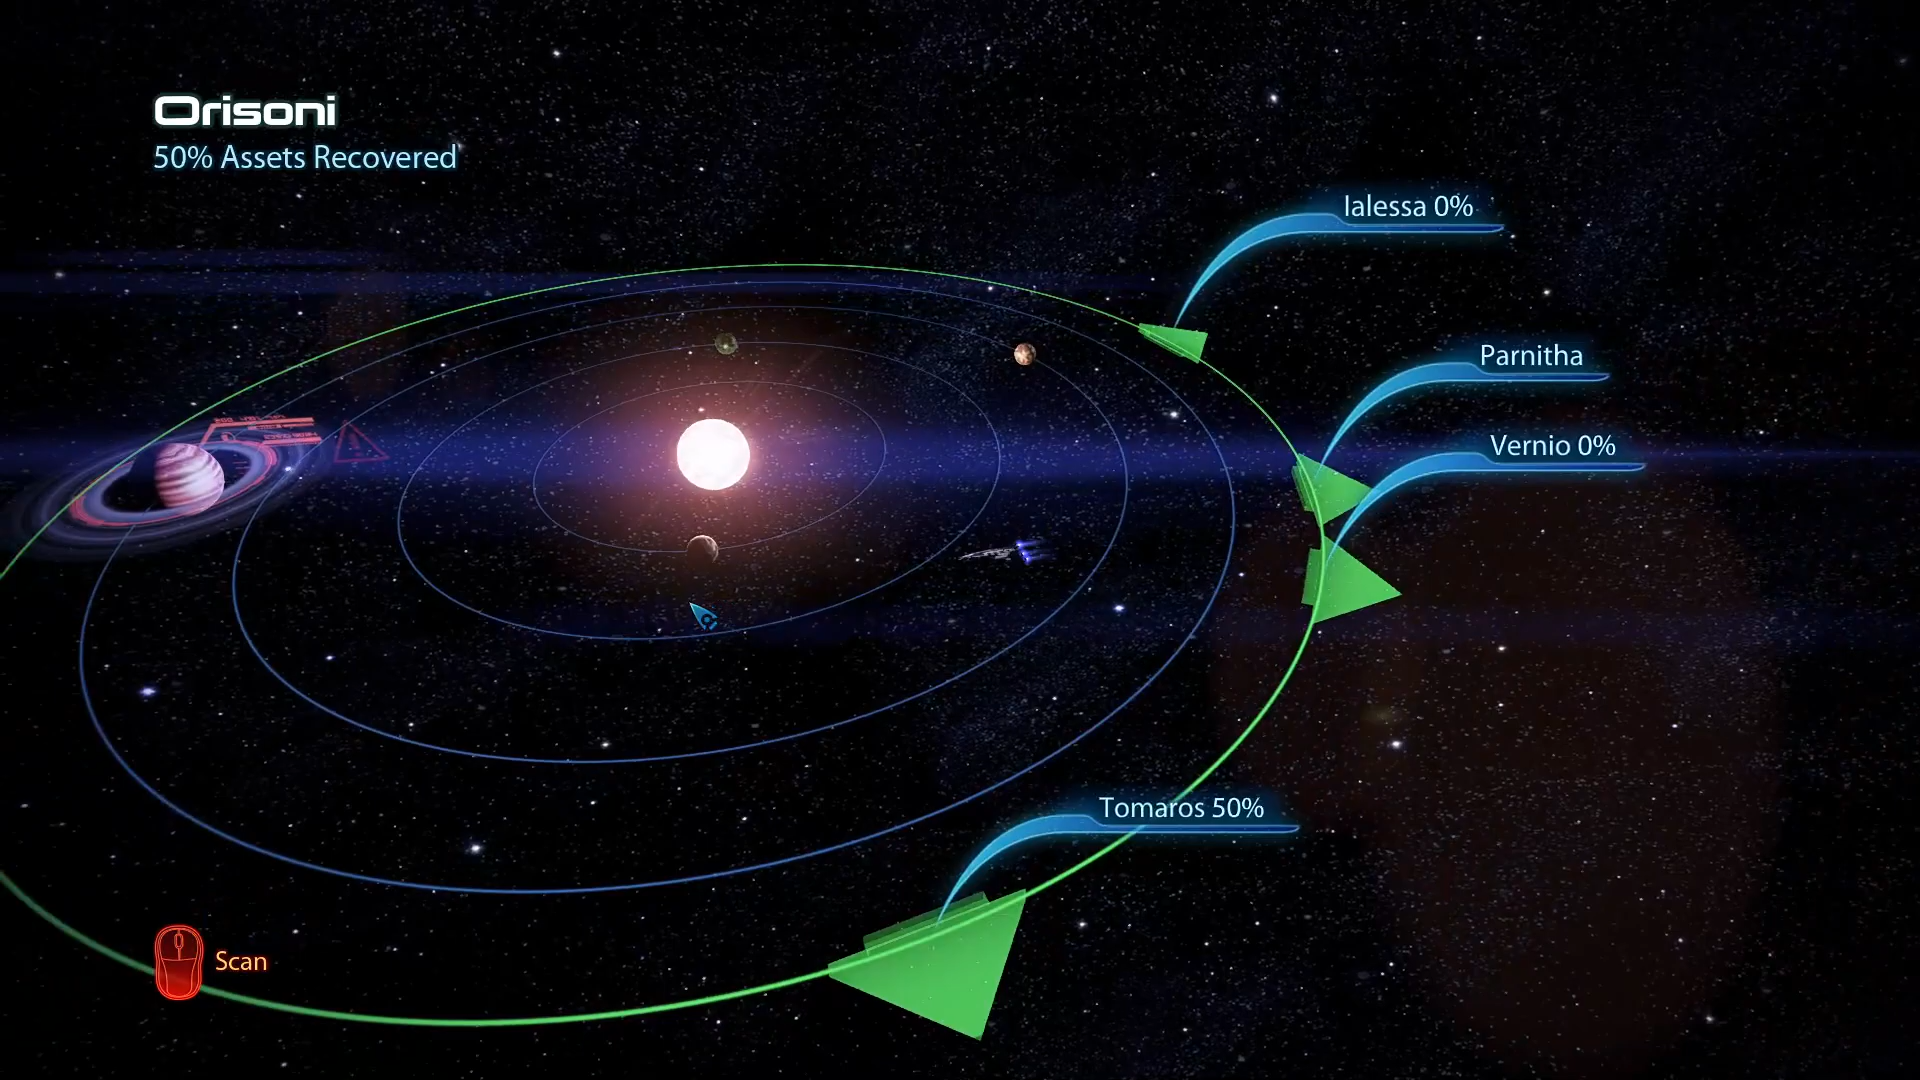 Orisoni
50% Assets Recovered
Ialessa 0%
Parnitha
Vernio 0%
Tomaros 50%
Scan